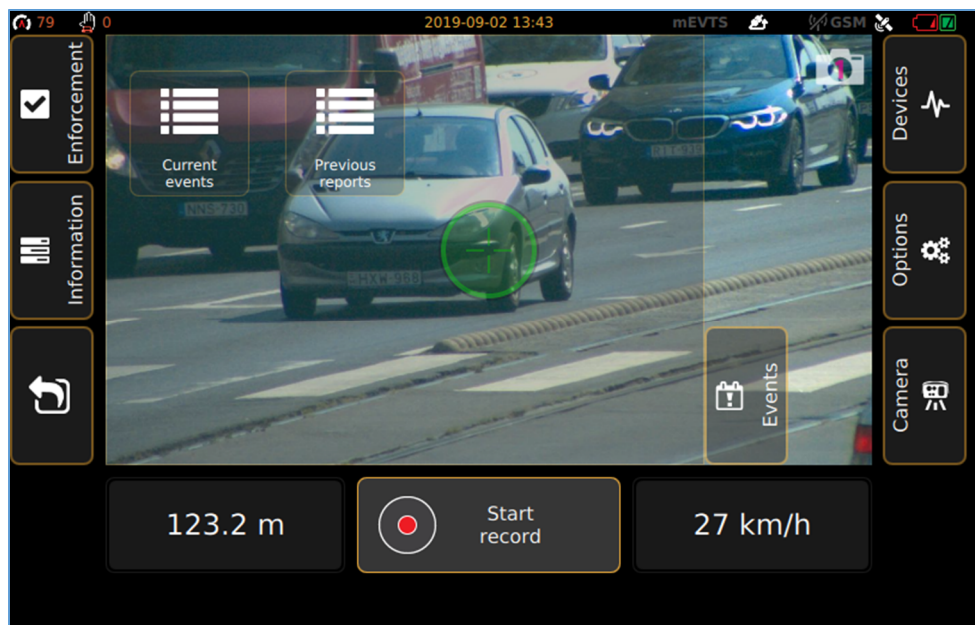 79 0 2019-09-02 13:43 mEVTS GSM
Enforcement
Information
Current
events
Previous
reports
NNS-730
HXW-968
Devices
Options
Camera
Events
123.2 m
Start
record
27 km/h